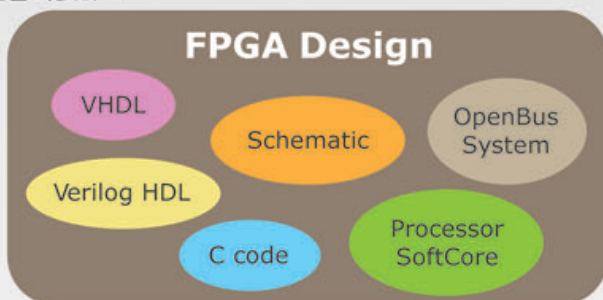 FPGA Design
VHDL
Schematic
OpenBus
System
Verilog HDL
C code
Processor
SoftCore